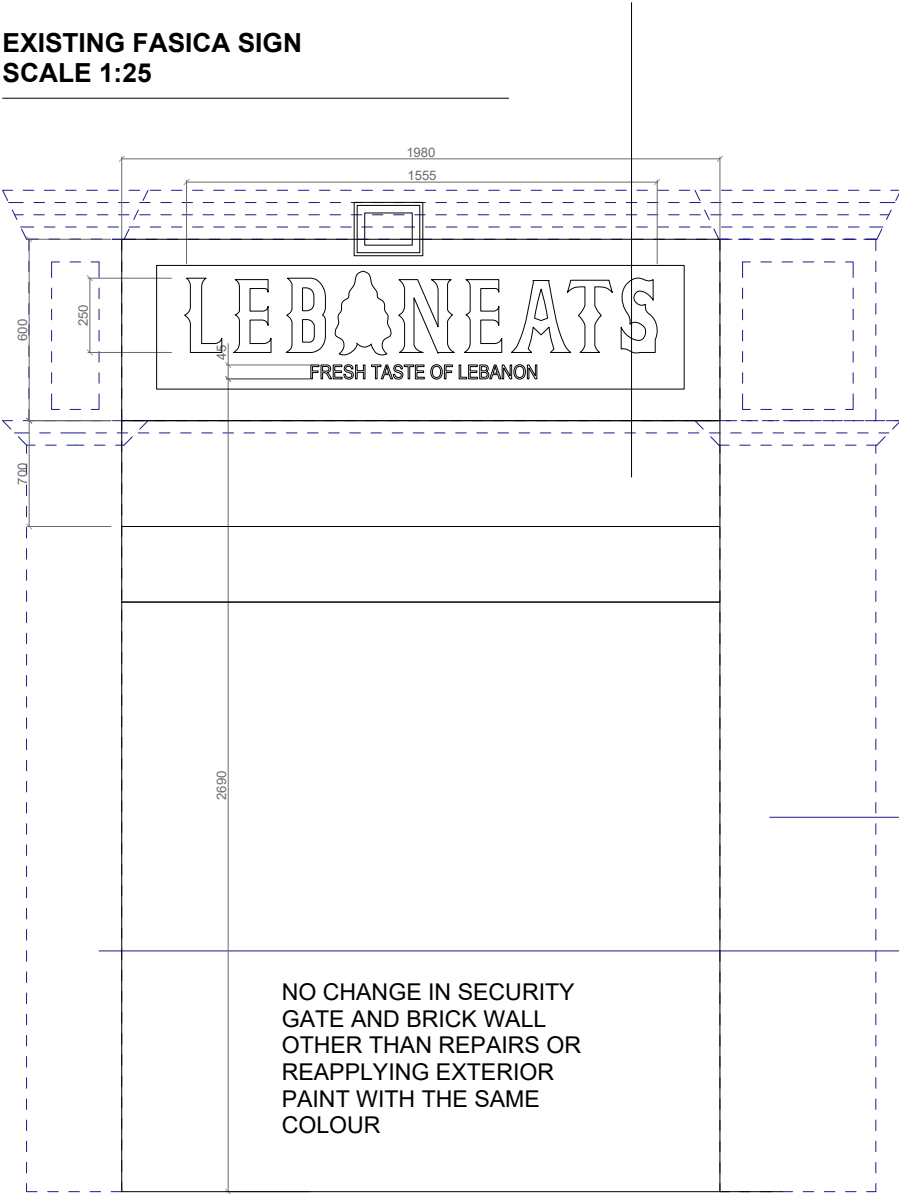 EXISTING FASICA SIGN
SCALE 1:25
1980
1555
600
250
LEBANEATS
45
FRESH TASTE OF LEBANON
700
2690
NO CHANGE IN SECURITY
GATE AND BRICK WALL
OTHER THAN REPAIRS OR
REAPPLYING EXTERIOR
PAINT WITH THE SAME
COLOUR